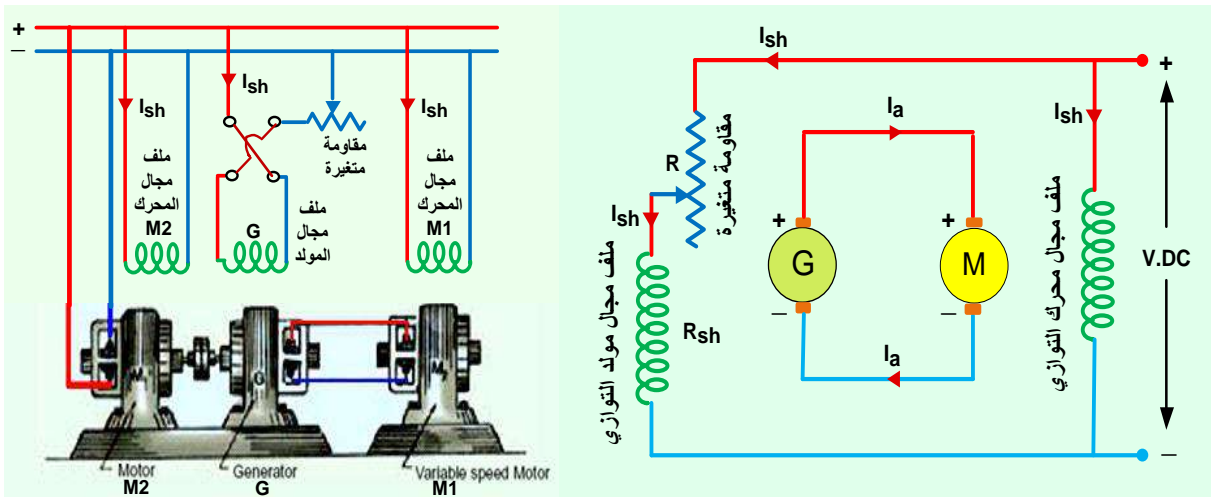 +
–
Ish
Ish
Ish
ملف
مجال
المحرك
M2
مقاومة
متغيرة
ملف
مجال
المولد
G
ملف
مجال
المحرك
M1
G
Motor
M2
Generator
G
Variable speed Motor
M1
Ish
+
Ish
Ia
R
مقاومة متغيرة
Ish
+
G
–
+
M
–
Ia
ملف مجال مولد التوازي
Rsh
ملف مجال محرك التوازي
V.DC
–